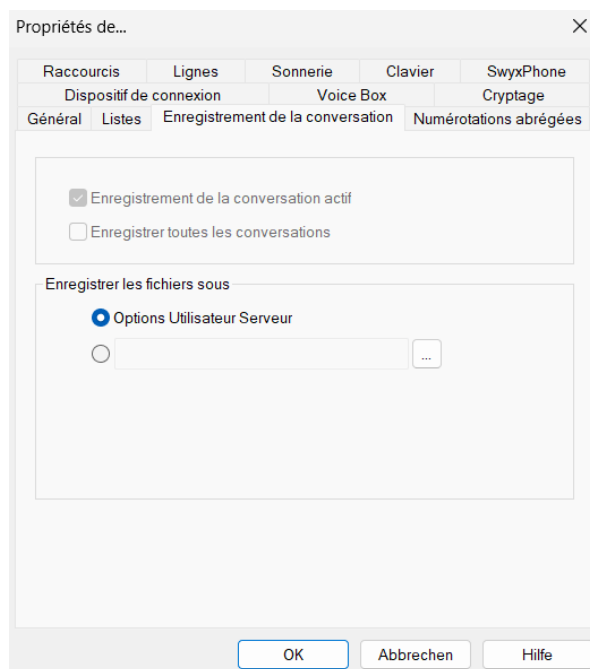 Propriétés de...
Raccourcis Lignes Sonnerie Clavier SwyxPhone
Dispositif de connexion Voice Box Cryptage
Général Listes Enregistrement de la conversation Numérotations abrégées
Enregistrement de la conversation actif
Enregistrer toutes les conversations
Enregistrer les fichiers sous
Options Utilisateur Serveur
...
OK Abbrechen Hilfe